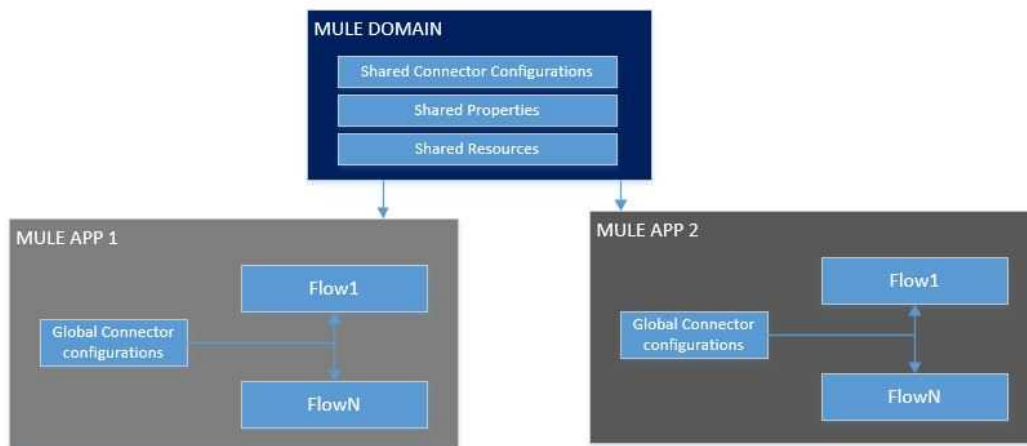 MULE DOMAIN
Shared Connector Configurations
Shared Properties
Shared Resources
MULE APP 1
Flow1
Global Connector
configurations
FlowN
MULE APP 2
Flow1
Global Connector
configurations
FlowN